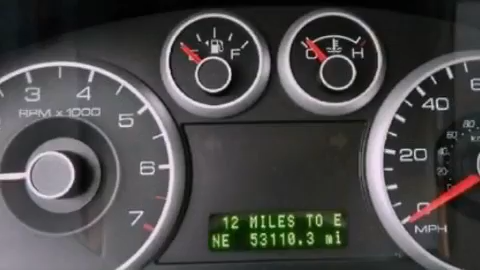 3 4 5 6 7
RPM x 1000
F
C H
20 40
MPH
12 MILES TO E
NE 53110.3 mi